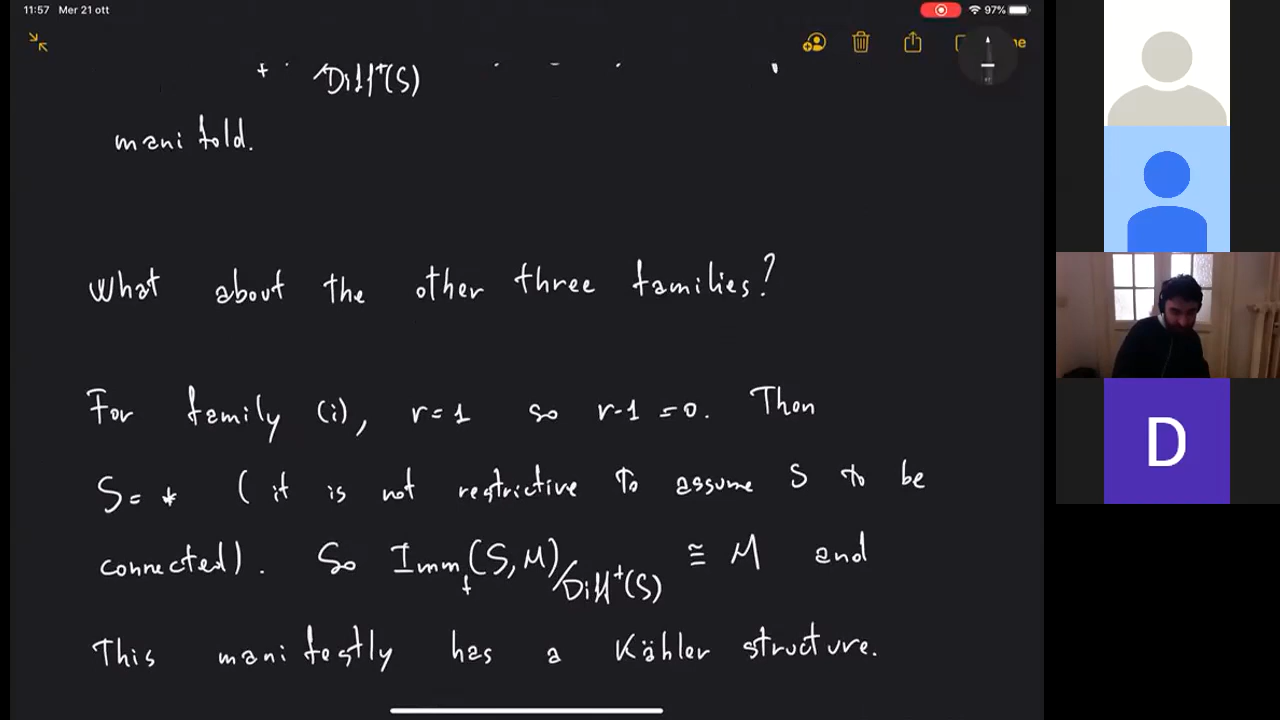 11:57 Mer 21 ott 97%
Diff⁺(S)
manifold.
What about the other three families?
For family (i), r=1 so r-1=0. Then
S=* (it is not restrictive to assume S to be
connected). So Imm₊(S,M)/Diff⁺(S) ≅ M and
This manifestly has a Kähler structure.
D